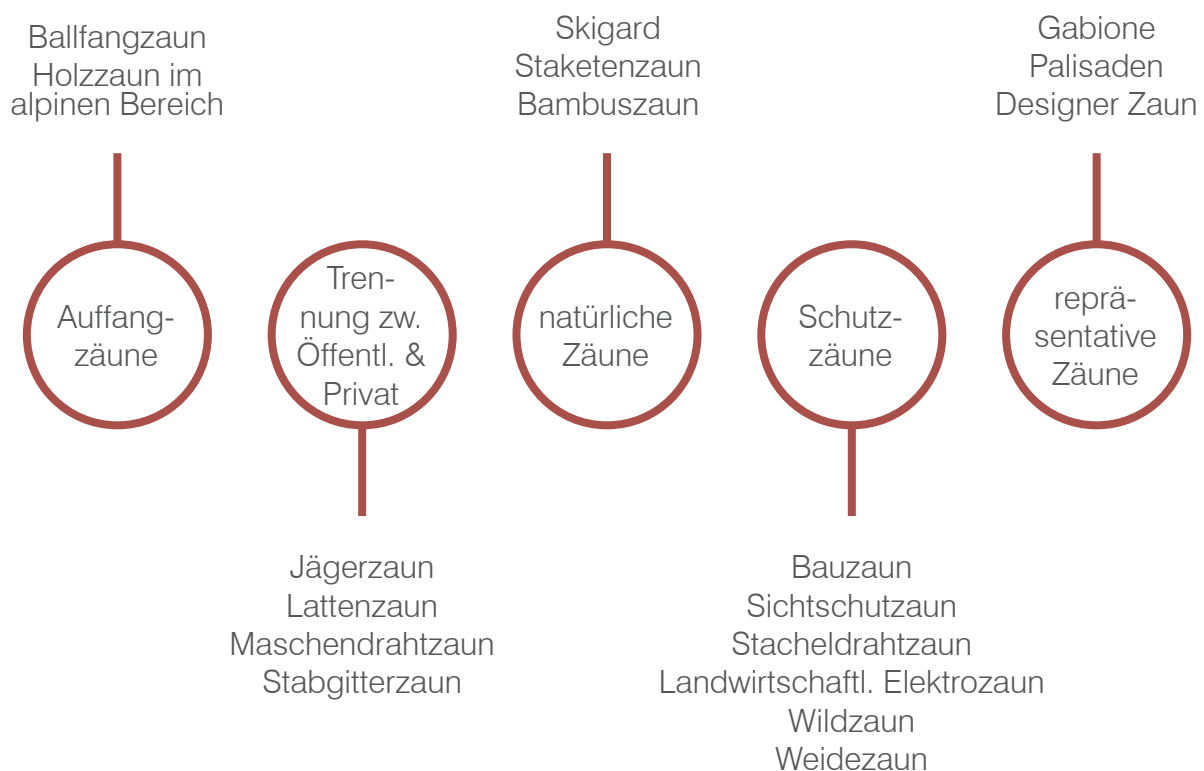 Ballfangzaun
Holzzaun im
alpinen Bereich
Skigard
Staketenzaun
Bambuszaun
Gabione
Palisaden
Designer Zaun
Auffang-
zäune
Tren-
nung zw.
Öffentl. &
Privat
natürliche
Zäune
Schutz-
zäune
reprä-
sentative
Zäune
Jägerzaun
Lattenzaun
Maschendrahtzaun
Stabgitterzaun
Bauzaun
Sichtschutzaun
Stacheldrahtzaun
Landwirtschaftl. Elektrozaun
Wildzaun
Weidezaun